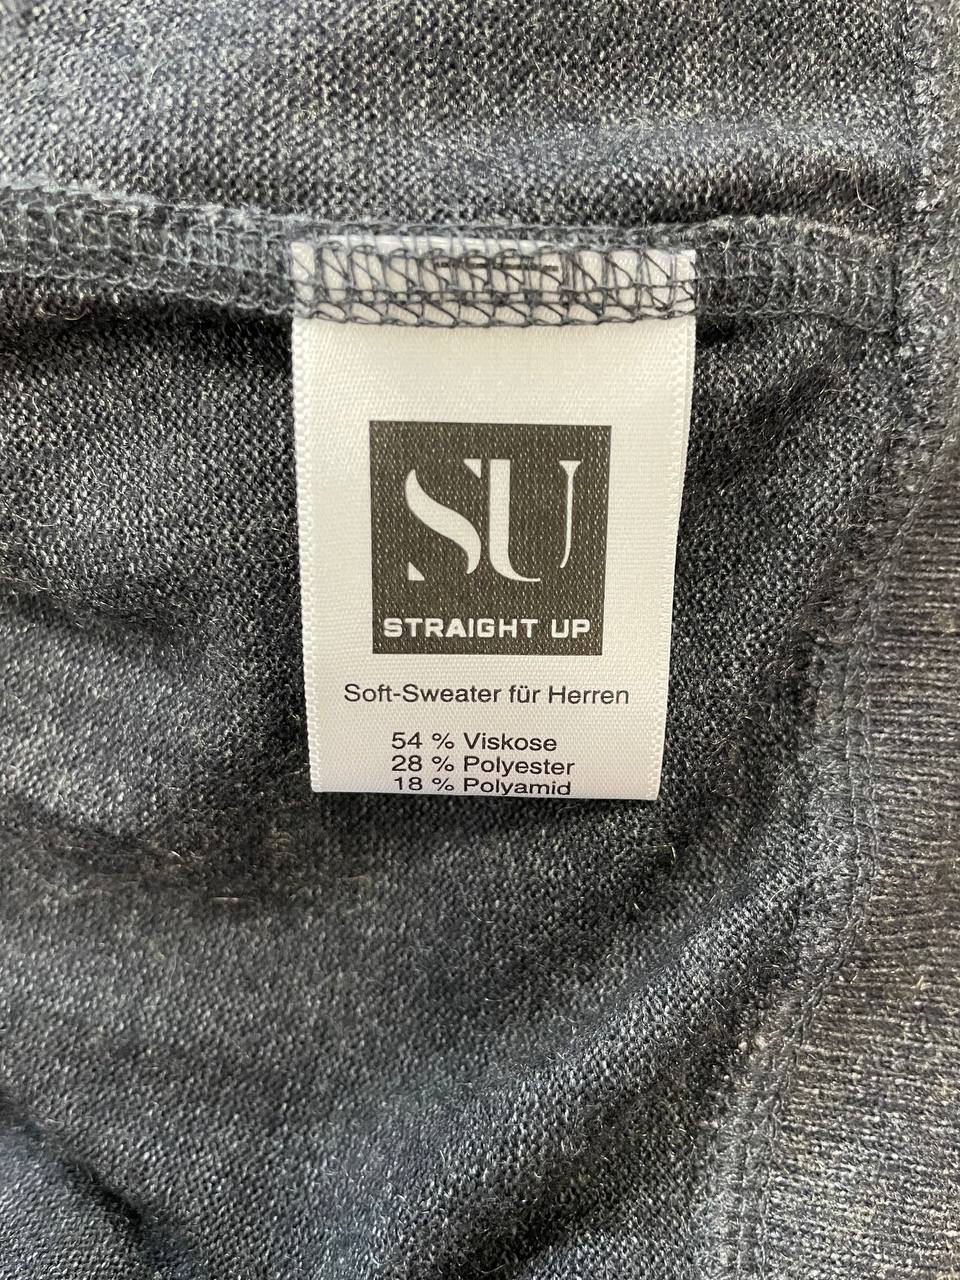 SU
STRAIGHT UP
Soft-Sweater für Herren
54 % Viskose
28 % Polyester
18 % Polyamid